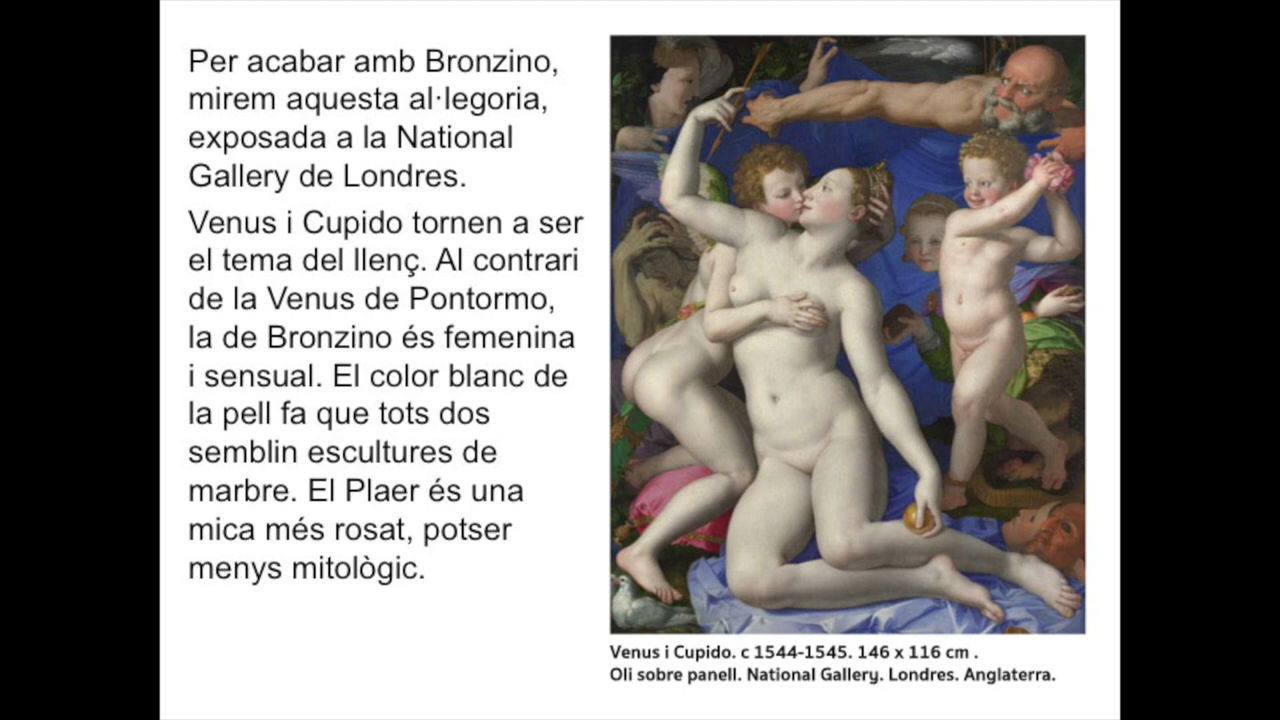 Per acabar amb Bronzino,
mirem aquesta al·legoria,
exposada a la National
Gallery de Londres.
Venus i Cupido tornen a ser
el tema del llenç. Al contrari
de la Venus de Pontormo,
la de Bronzino és femenina
i sensual. El color blanc de
la pell fa que tots dos
semblin escultures de
marbre. El Plaer és una
mica més rosat, potser
menys mitològic.
Venus i Cupido. c 1544-1545. 146 x 116 cm .
Oli sobre panell. National Gallery. Londres. Anglaterra.